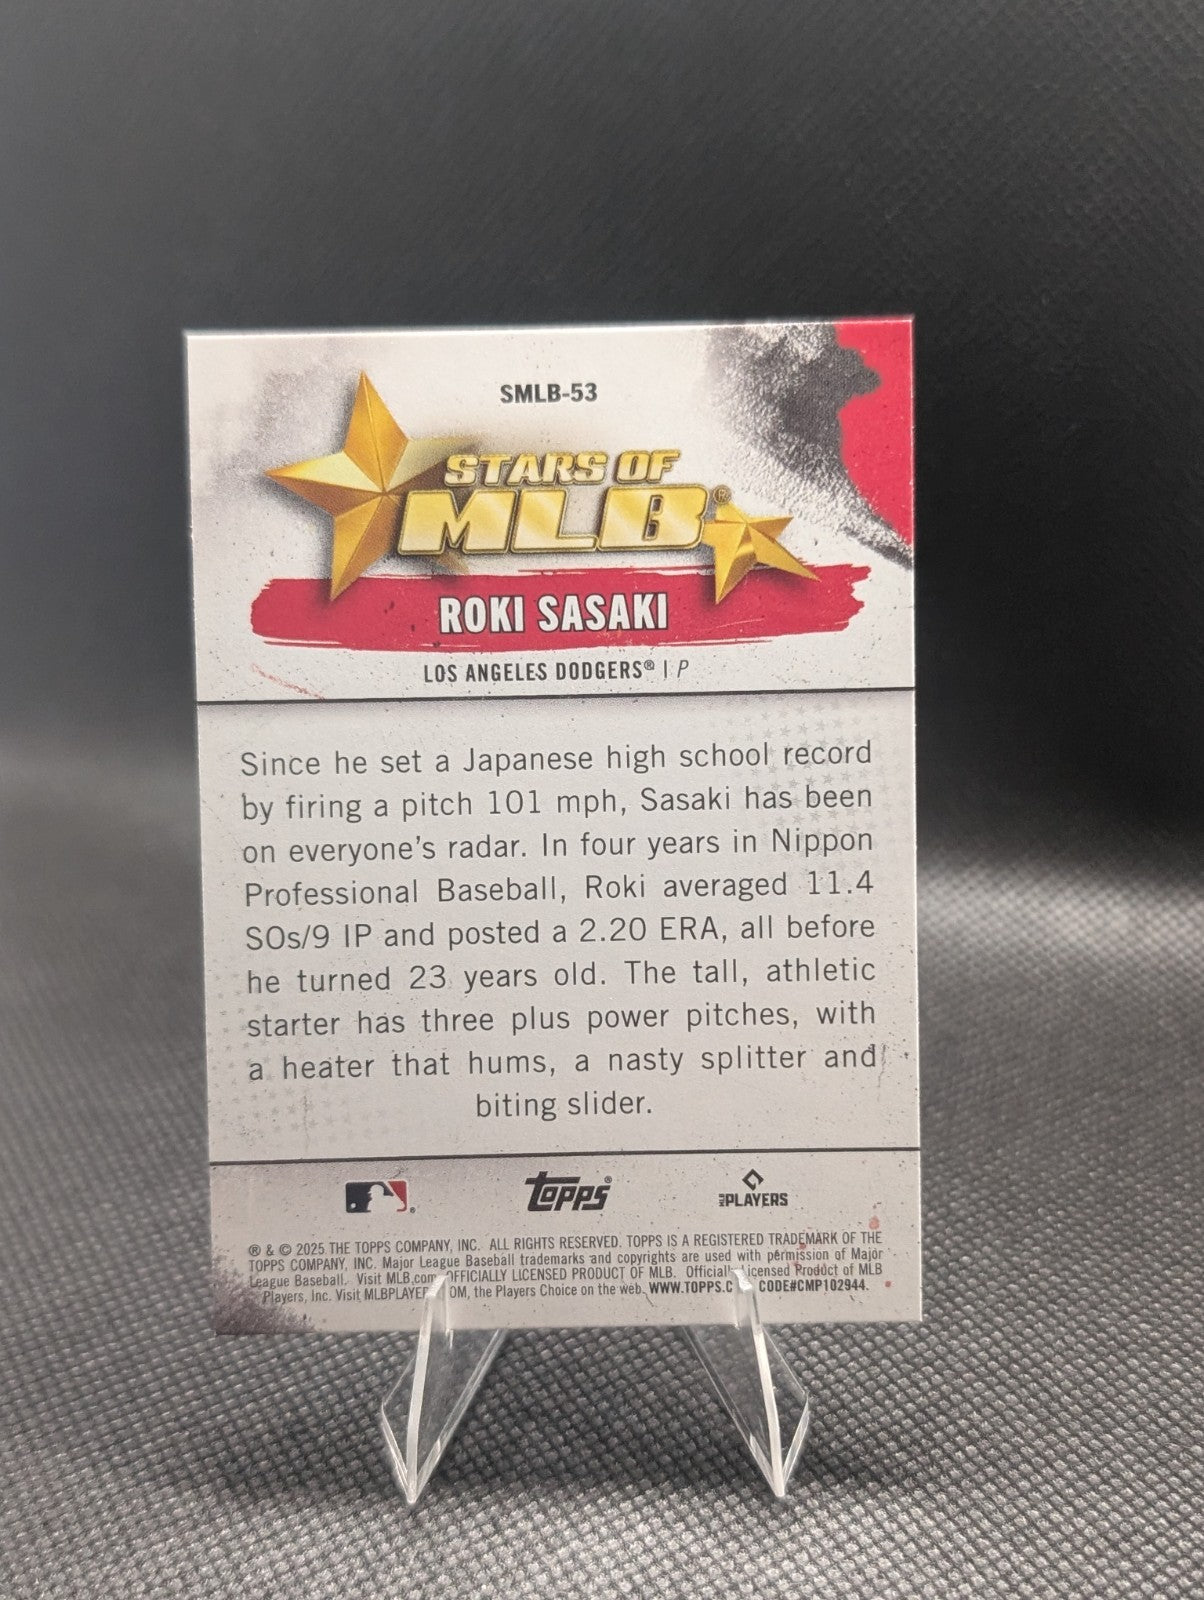 SMLB-53
STARS OF
MLB®
ROKI SASAKI
LOS ANGELES DODGERS® | P
Since he set a Japanese high school record
by firing a pitch 101 mph, Sasaki has been
on everyone's radar. In four years in Nippon
Professional Baseball, Roki averaged 11.4
SOs/9 IP and posted a 2.20 ERA, all before
he turned 23 years old. The tall, athletic
starter has three plus power pitches, with
a heater that hums, a nasty splitter and
biting slider.
topps®
MLB PLAYERS
® & © 2025 THE TOPPS COMPANY, INC. ALL RIGHTS RESERVED. TOPPS IS A REGISTERED TRADEMARK OF THE
TOPPS COMPANY, INC. Major League Baseball trademarks and copyrights are used with permission of Major
League Baseball. Visit MLB.com OFFICIALLY LICENSED PRODUCT OF MLB. Officially Licensed Product of MLB
Players, Inc. Visit MLBPLAYE OM, the Players Choice on the web. WWW.TOPPS.C CODE#CMP102944.